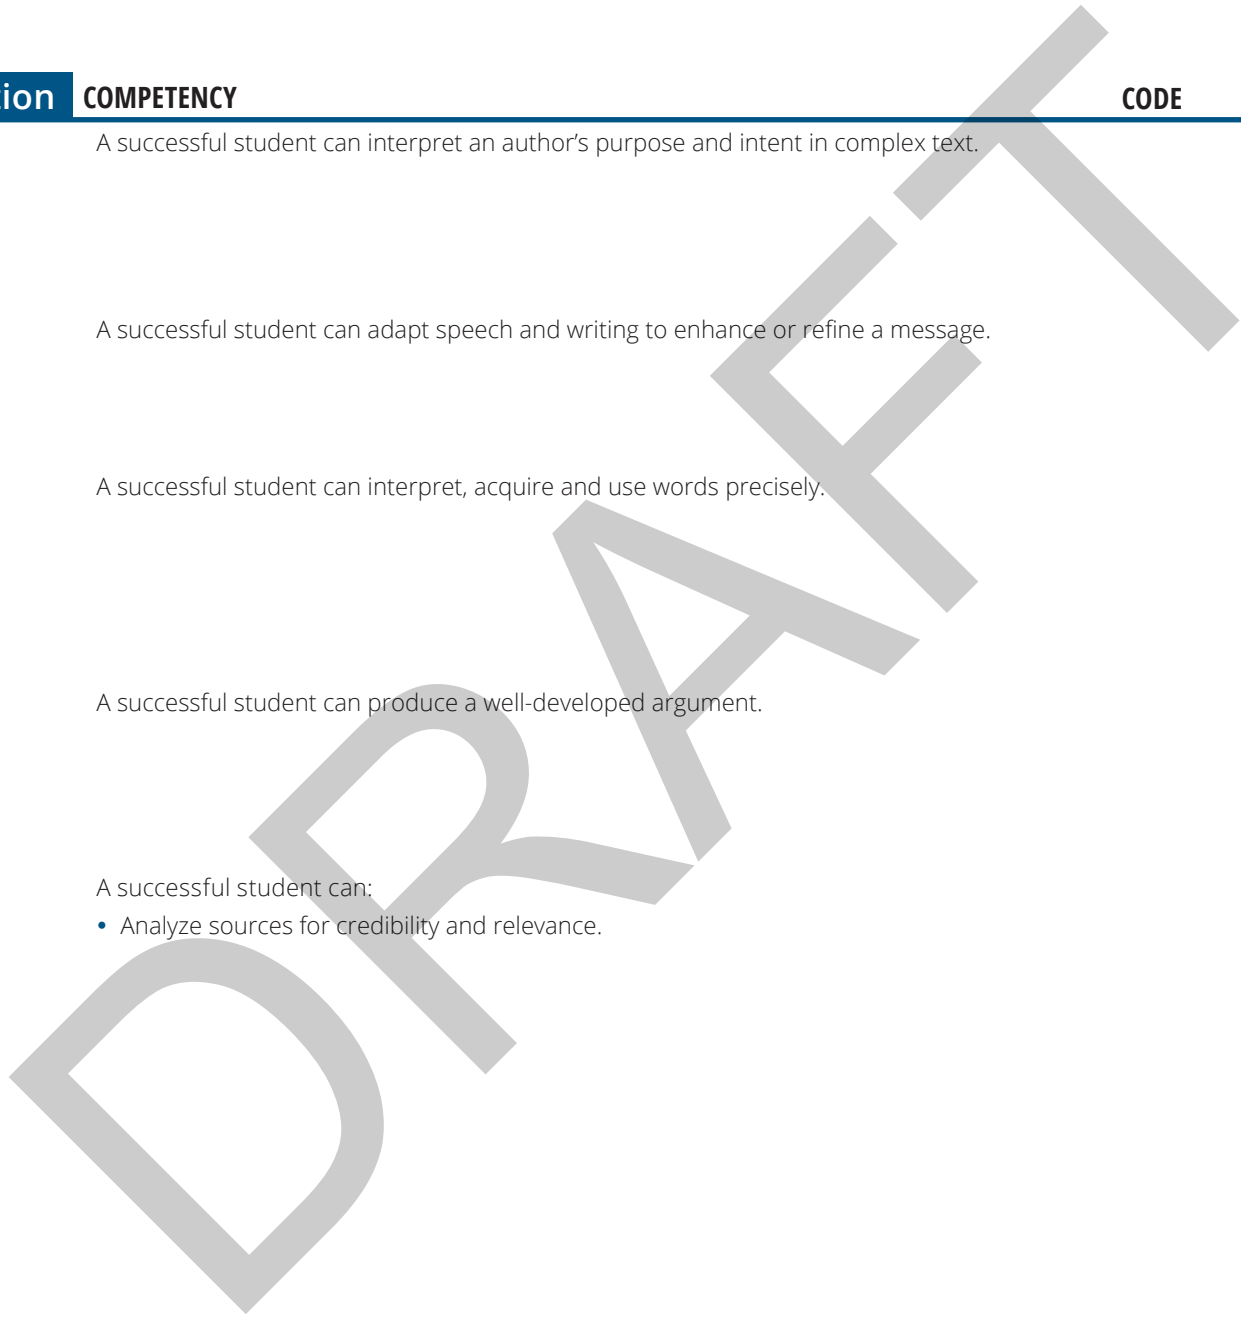 COMPETENCY CODE
A successful student can interpret an author’s purpose and intent in complex text.
A successful student can adapt speech and writing to enhance or refine a message.
A successful student can interpret, acquire and use words precisely.
A successful student can produce a well-developed argument.
A successful student can:
• Analyze sources for credibility and relevance.
DRAFT